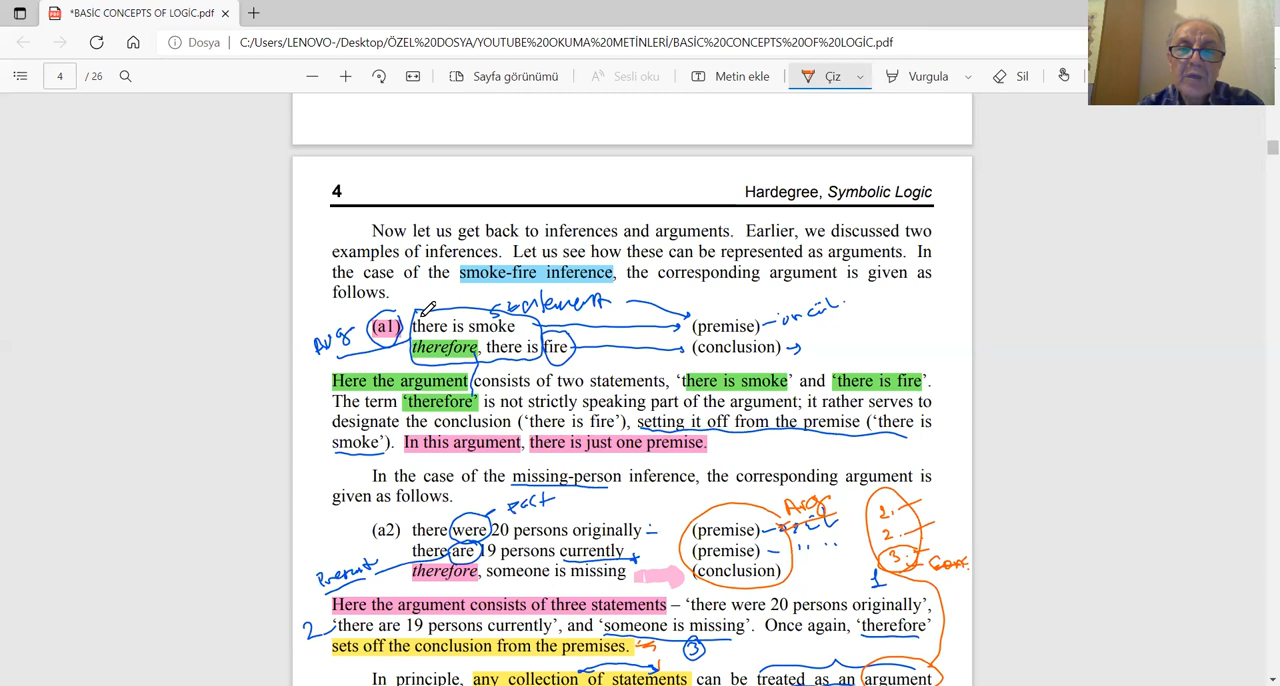 *BASİC CONCEPTS OF LOGİC.pdf
Dosya C:/Users/LENOVO-/Desktop/ÖZEL%20DOSYA/YOUTUBE%20OKUMA%20METİNLERİ/BASİC%20CONCEPTS%20OF%20LOGİC.pdf
4 / 26 Sayfa görünümü Sesli oku Metin ekle Çiz Vurgula Sil
4 Hardegree, Symbolic Logic
Now let us get back to inferences and arguments. Earlier, we discussed two
examples of inferences. Let us see how these can be represented as arguments. In
the case of the smoke-fire inference, the corresponding argument is given as
follows.
statement
(a1) there is smoke (premise)
Arg therefore, there is fire (conclusion)
Here the argument consists of two statements, ‘there is smoke’ and ‘there is fire’.
The term ‘therefore’ is not strictly speaking part of the argument; it rather serves to
designate the conclusion (‘there is fire’), setting it off from the premise (‘there is
smoke’). In this argument, there is just one premise.
In the case of the missing-person inference, the corresponding argument is
given as follows.
past Arg
(a2) there were 20 persons originally (premise)
there are 19 persons currently (premise)
Present therefore, someone is missing (conclusion)
2. 2. 3.
1
Here the argument consists of three statements – ‘there were 20 persons originally’,
2 ‘there are 19 persons currently’, and ‘someone is missing’. Once again, ‘therefore’
sets off the conclusion from the premises. 3
In principle, any collection of statements can be treated as an argument